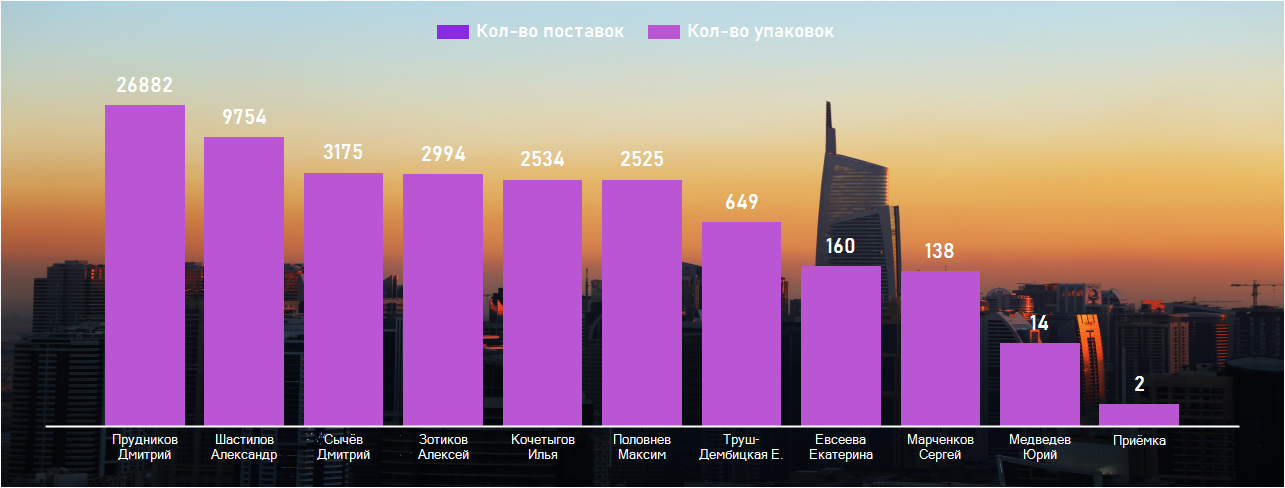 Кол-во поставок Кол-во упаковок
26882
9754
3175
2994
2534
2525
649
160
138
14
2
Прудников
Дмитрий
Шастилов
Александр
Сычёв
Дмитрий
Зотиков
Алексей
Кочетыгов
Илья
Половнев
Максим
Труш-
Дембицкая Е.
Евсеева
Екатерина
Марченков
Сергей
Медведев
Юрий
Приёмка